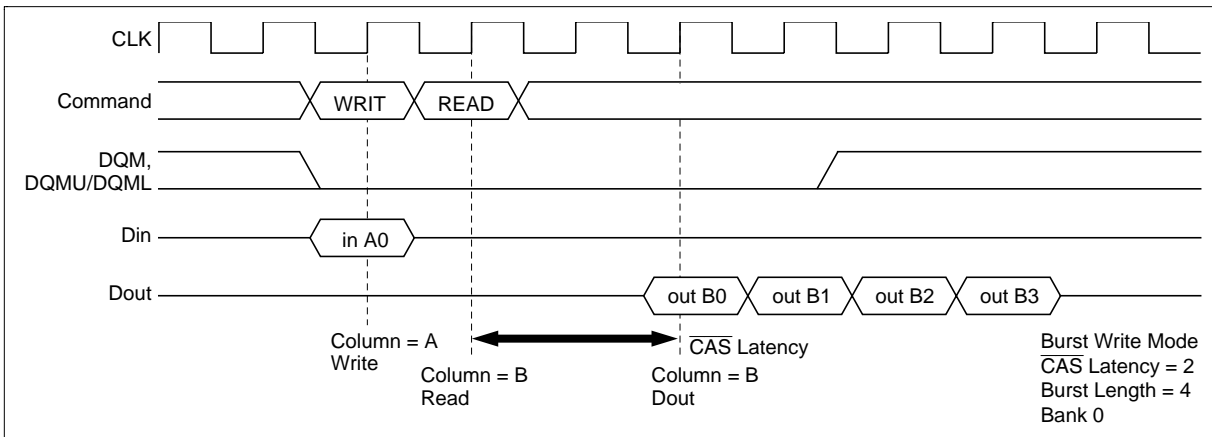 CLK
Command
WRIT
READ
DQM,
DQMU/DQML
Din
in A0
Dout
out B0
out B1
out B2
out B3
Column = A
Write
Column = B
Read
CAS Latency
Column = B
Dout
Burst Write Mode
CAS Latency = 2
Burst Length = 4
Bank 0